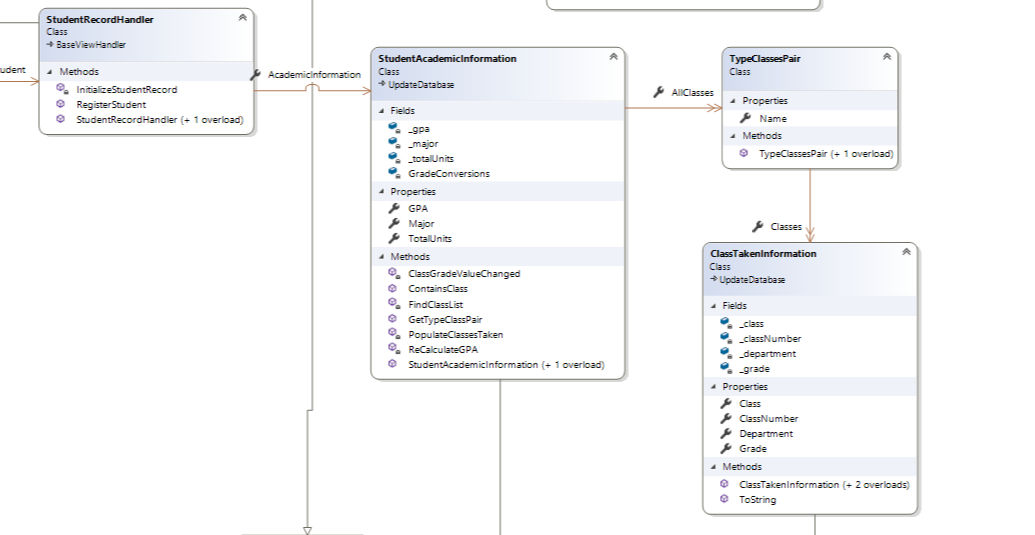 StudentRecordHandler
Class
BaseViewHandler
Methods
InitializeStudentRecord
RegisterStudent
StudentRecordHandler (+ 1 overload)
udent
AcademicInformation
StudentAcademicInformation
Class
UpdateDatabase
Fields
_gpa
_major
_totalUnits
GradeConversions
Properties
GPA
Major
TotalUnits
Methods
ClassGradeValueChanged
ContainsClass
FindClassList
GetTypeClassPair
PopulateClassesTaken
ReCalculateGPA
StudentAcademicInformation (+ 1 overload)
AllClasses
TypeClassesPair
Class
Properties
Name
Methods
TypeClassesPair (+ 1 overload)
Classes
ClassTakenInformation
Class
UpdateDatabase
Fields
_class
_classNumber
_department
_grade
Properties
Class
ClassNumber
Department
Grade
Methods
ClassTakenInformation (+ 2 overloads)
ToString